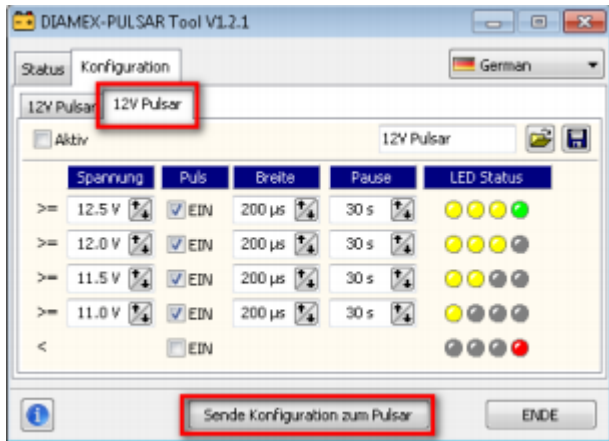 DIAMEX-PULSAR Tool V1.2.1
Status Konfiguration German
12V Pulsar 12V Pulsar
Aktiv 12V Pulsar
Spannung Puls Breite Pause LED Status
>= 12.5 V EIN 200 µs 30 s
>= 12.0 V EIN 200 µs 30 s
>= 11.5 V EIN 200 µs 30 s
>= 11.0 V EIN 200 µs 30 s
< EIN
Sende Konfiguration zum Pulsar ENDE